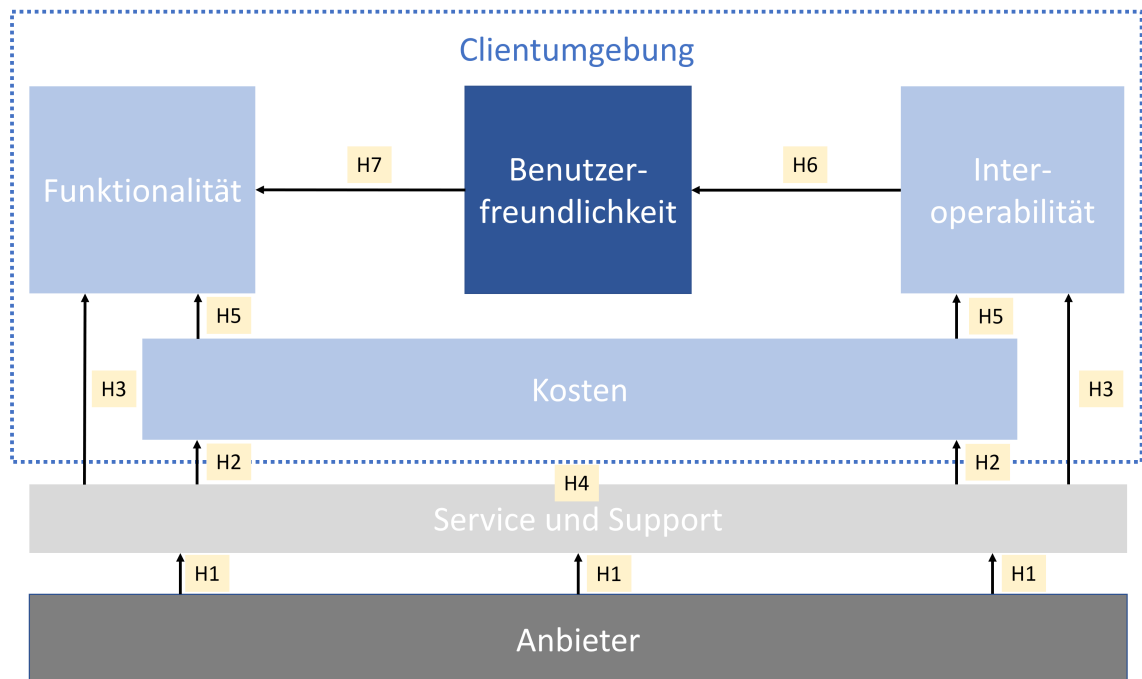 Clientumgebung
Funktionalität
H7
Benutzer-
freundlichkeit
H6
Inter-
operabilität
H5
H5
H3
Kosten
H3
H2
H2
H4
Service und Support
H1
H1
H1
Anbieter